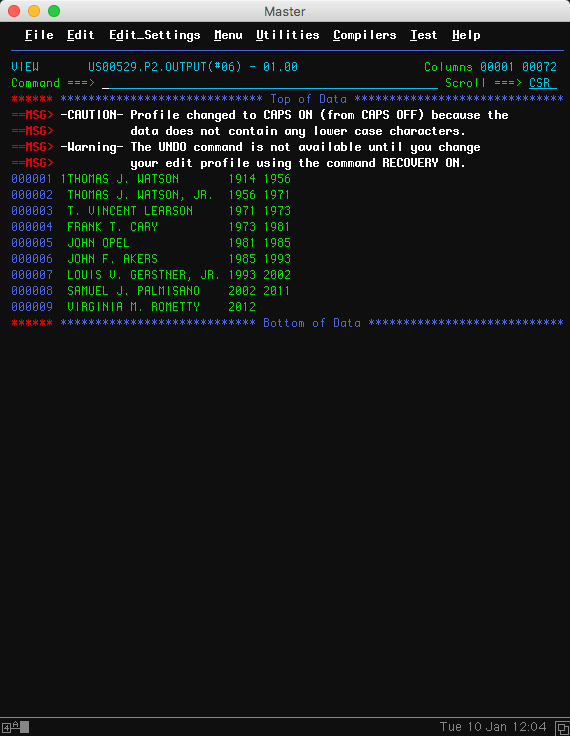 Master
File Edit Edit_Settings Menu Utilities Compilers Test Help
VIEW US00529.P2.OUTPUT(#06) - 01.00 Columns 00001 00072
Command ===> Scroll ===> CSR
****** ***************************** Top of Data ******************************
==MSG> -CAUTION- Profile changed to CAPS ON (from CAPS OFF) because the
==MSG> data does not contain any lower case characters.
==MSG> -Warning- The UNDO command is not available until you change
==MSG> your edit profile using the command RECOVERY ON.
000001 1THOMAS J. WATSON 1914 1956
000002 THOMAS J. WATSON, JR. 1956 1971
000003 T. VINCENT LEARSON 1971 1973
000004 FRANK T. CARY 1973 1981
000005 JOHN OPEL 1981 1985
000006 JOHN F. AKERS 1985 1993
000007 LOUIS V. GERSTNER, JR. 1993 2002
000008 SAMUEL J. PALMISANO 2002 2011
000009 VIRGINIA M. ROMETTY 2012
****** **************************** Bottom of Data ****************************
4 A Tue 10 Jan 12:04